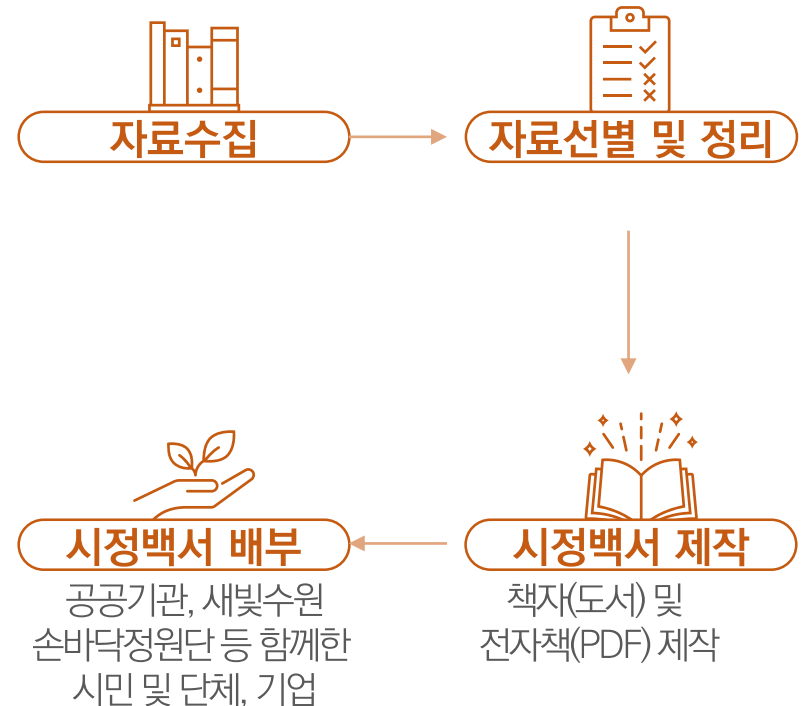 자료수집
자료선별 및 정리
시정백서 배부
공공기관, 새빛수원
손바닥정원단 등 함께한
시민 및 단체, 기업
시정백서 제작
책자(도서) 및
전자책(PDF) 제작